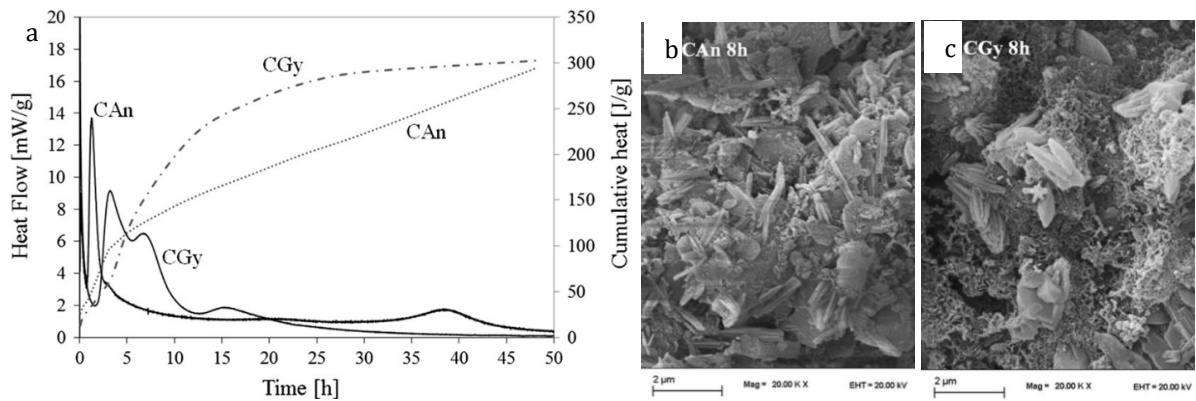 a
20
18
16
14
12
10
8
6
4
2
0
Heat Flow [mW/g]
CAn
CGy
CGy
CAn
350
300
250
200
150
100
50
0
Cumulative heat [J/g]
0 5 10 15 20 25 30 35 40 45 50
Time [h]
b CAn 8h
2 µm Mag = 20.00 K X EHT = 20.00 kV
c CGy 8h
2 µm Mag = 20.00 K X EHT = 20.00 kV